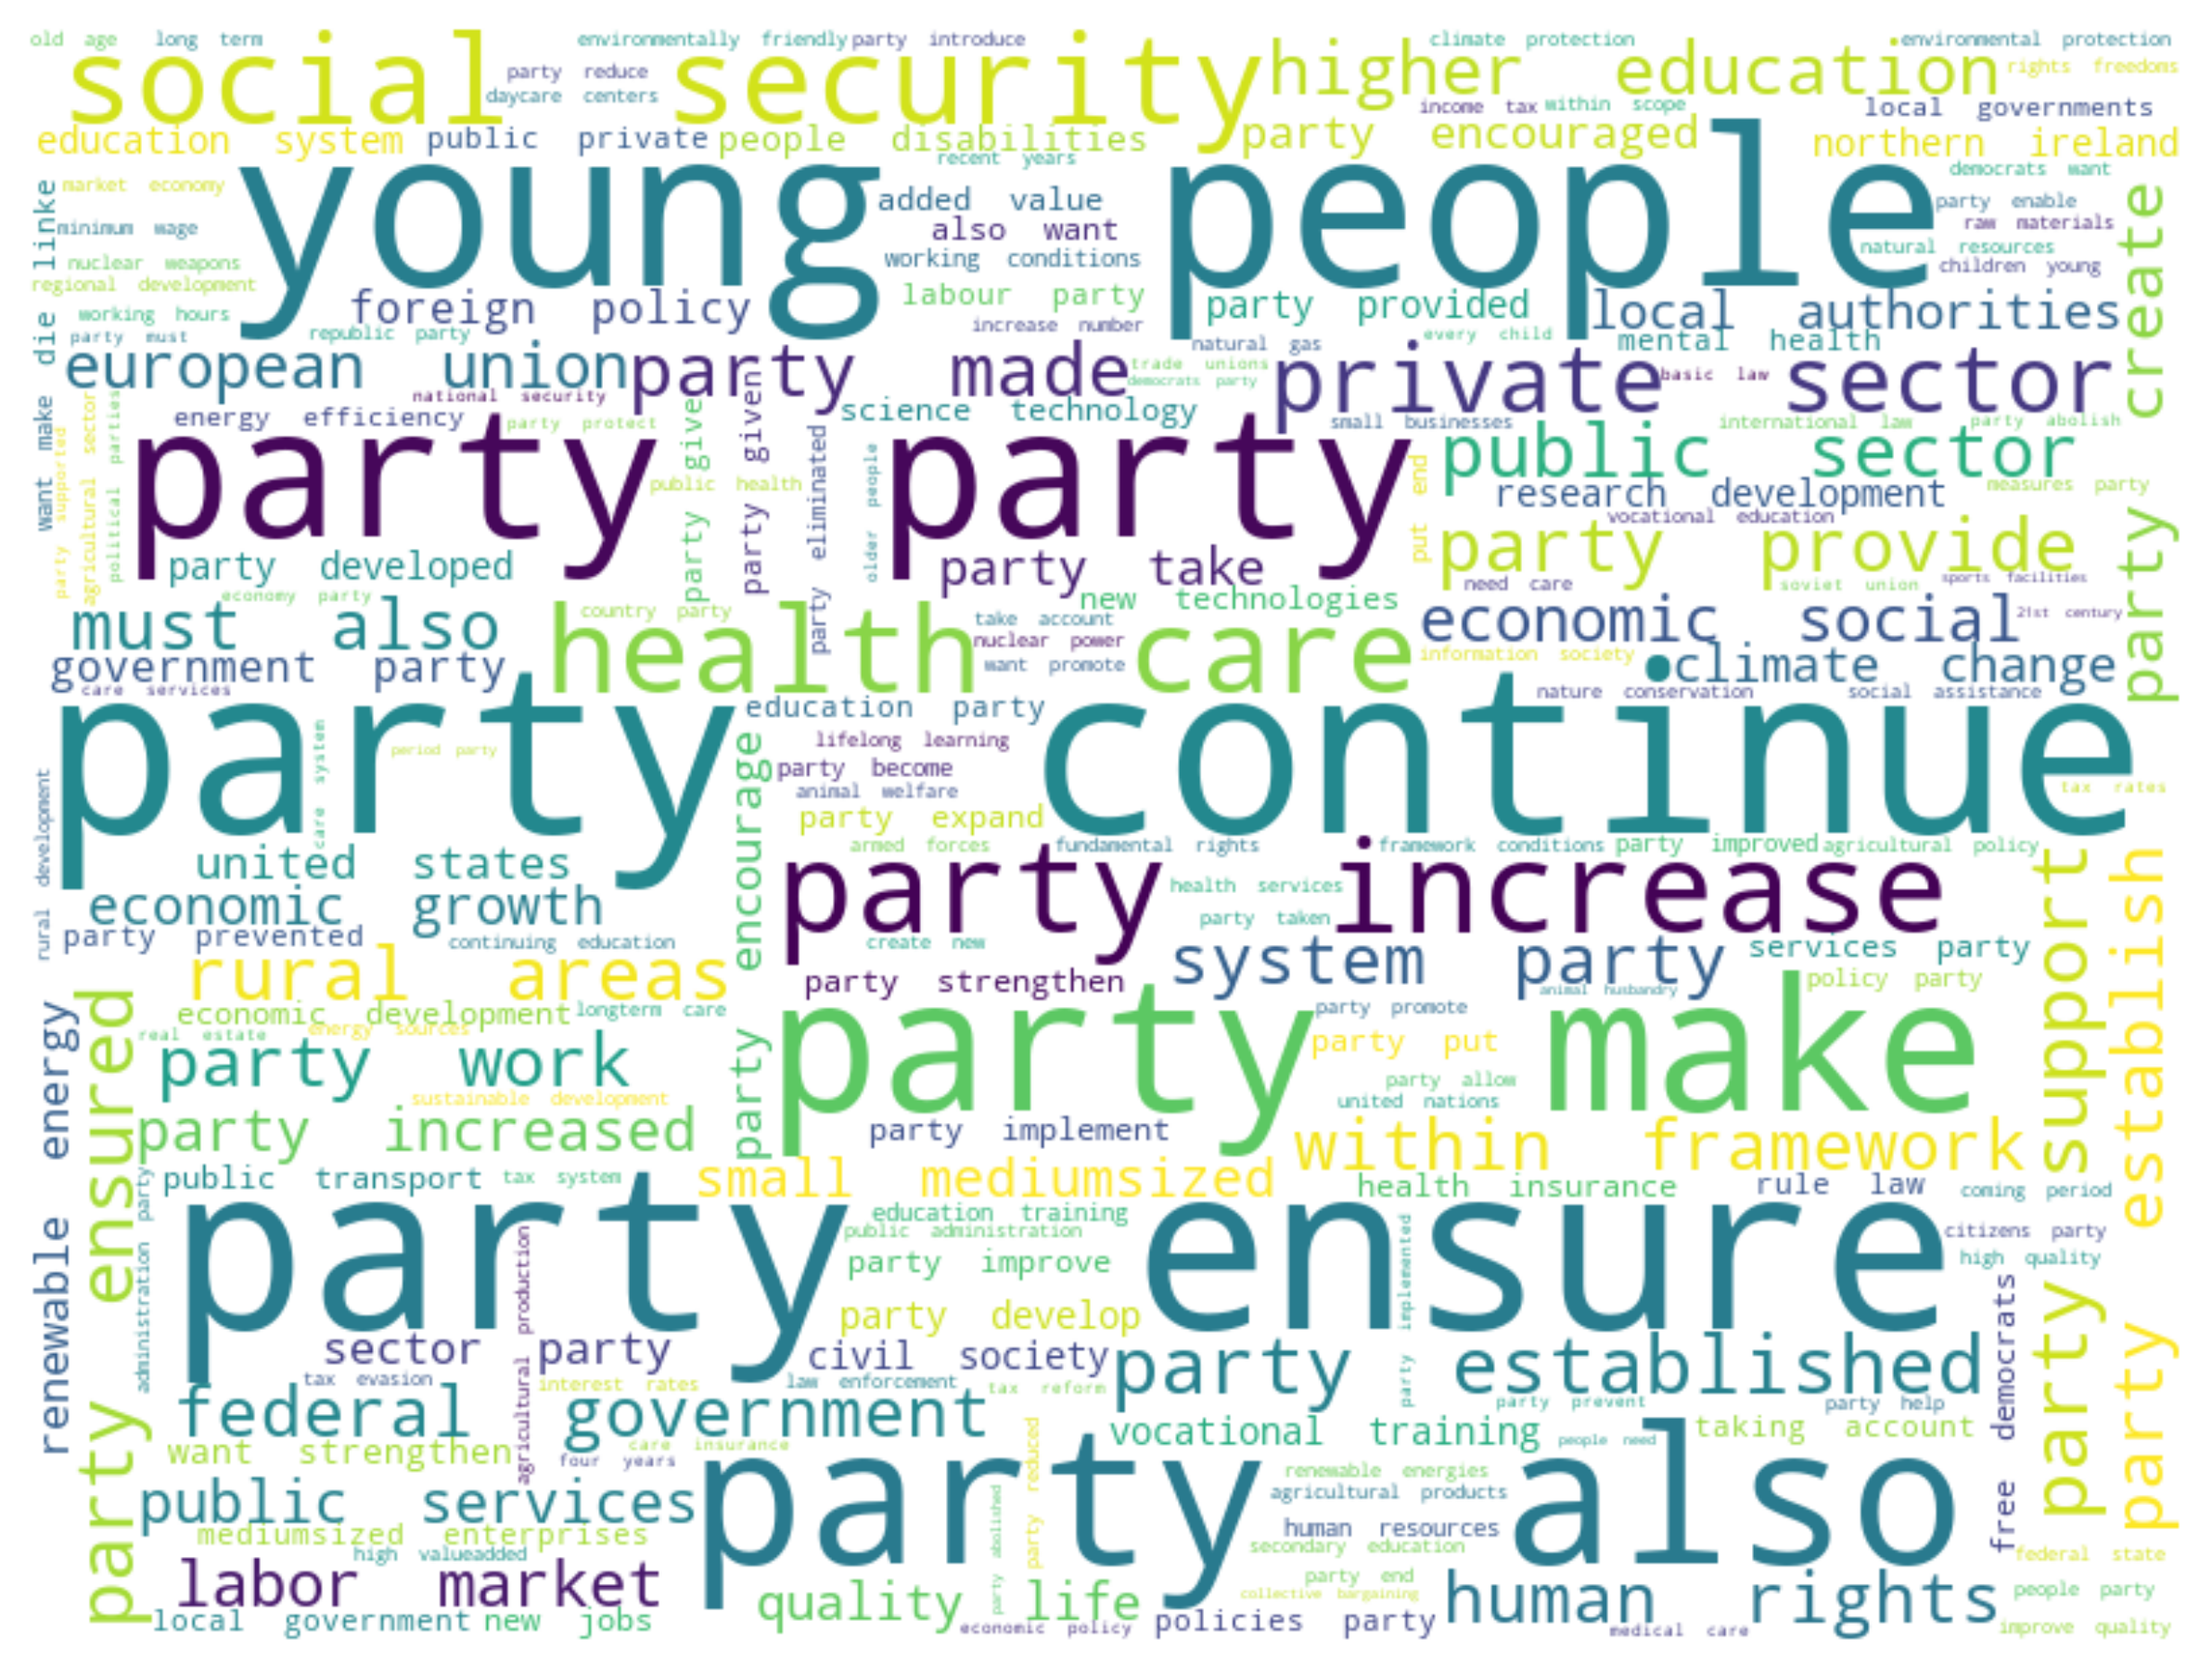 old age
long term
environmentally friendly
party introduce
climate protection
environmental protection
social security
higher education
party reduce
rights freedoms
daycare centers
income tax
within scope
local governments
education system
public private
people disabilities
party encouraged
northern ireland
recent years
democrats want
market economy
young people
added value
party enable
minimum wage
also want
raw materials
natural resources
nuclear weapons
working conditions
children young
regional development
labour party
party provided
local authorities
foreign policy
working hours
increase number
party must
republic party
every child
mental health
natural gas
european union
party made
trade unions
democrats party
private sector
basic law
die linke
want make
party create
national security
energy efficiency
party protect
science technology
small businesses
international law
party abolish
party party
public sector
party supported
agricultural sector
political parties
party give
party given
party eliminated
older people
put end
public health
research development
measures party
vocational education
party provide
party developed
party take
need care
soviet union
sports facilities
economy party
new technologies
must also
country party
take account
economic social
21st century
health care
nuclear power
government party
want promote
information society
climate change
care services
nature conservation
social assistance
party continue
education party
care system
period party
lifelong learning
party become
animal welfare
tax rates
rural development
party encourage
party expand
armed forces
fundamental rights
framework conditions
party improved
agricultural policy
united states
party increase
health services
economic growth
party taken
party prevented
continuing education
create new
system party
services party
rural areas
party strengthen
policy party
animal husbandry
economic development
longterm care
party make
party promote
real estate
energy sources
party put
party work
party allow
sustainable development
united nations
party increased
party implement
within framework
renewable energy
party ensured
party support
party establish
public transport
tax system
small mediumsized
health insurance
rule law
coming period
administration party
party ensure
education training
public administration
citizens party
party improve
high quality
agricultural production
party implemented
party develop
sector party
civil society
party established
tax evasion
interest rates
law enforcement
tax reform
federal government
party prevent
party help
free democrats
vocational training
people need
taking account
want strengthen
care insurance
four years
party also
renewable energies
public services
agricultural products
party abolished
party reduced
mediumsized enterprises
human resources
high valueadded
secondary education
federal state
labor market
party end
collective bargaining
quality life
human rights
people party
local government
new jobs
economic policy
policies party
medical care
improve quality